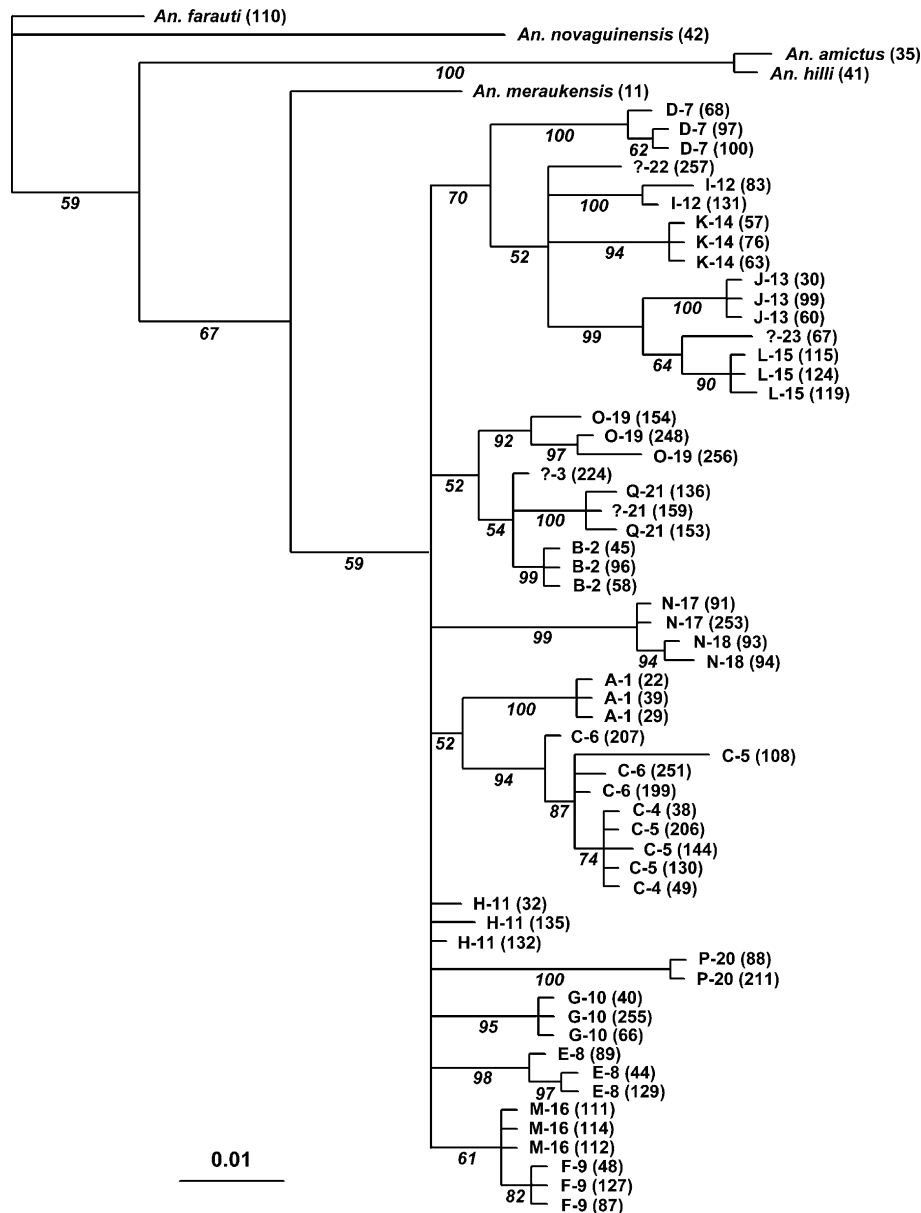 An. farauti (110)
An. novaguinensis (42)
An. amictus (35)
100
An. hilli (41)
An. meraukensis (11)
D-7 (68)
100
D-7 (97)
62
D-7 (100)
?-22 (257)
59
70
I-12 (83)
100
I-12 (131)
K-14 (57)
K-14 (76)
52
94
K-14 (63)
J-13 (30)
J-13 (99)
100
J-13 (60)
67
99
?-23 (67)
L-15 (115)
64
L-15 (124)
90
L-15 (119)
O-19 (154)
92
O-19 (248)
97
O-19 (256)
?-3 (224)
52
Q-21 (136)
?-21 (159)
54
100
Q-21 (153)
B-2 (45)
59
B-2 (96)
99
B-2 (58)
N-17 (91)
N-17 (253)
99
N-18 (93)
94
N-18 (94)
A-1 (22)
A-1 (39)
100
A-1 (29)
52
C-6 (207)
C-5 (108)
94
C-6 (251)
C-6 (199)
87
C-4 (38)
C-5 (206)
C-5 (144)
74
C-5 (130)
C-4 (49)
H-11 (32)
H-11 (135)
H-11 (132)
P-20 (88)
100
P-20 (211)
G-10 (40)
G-10 (255)
95
G-10 (66)
E-8 (89)
98
E-8 (44)
97
E-8 (129)
M-16 (111)
M-16 (114)
M-16 (112)
0.01
61
F-9 (48)
F-9 (127)
82
F-9 (87)